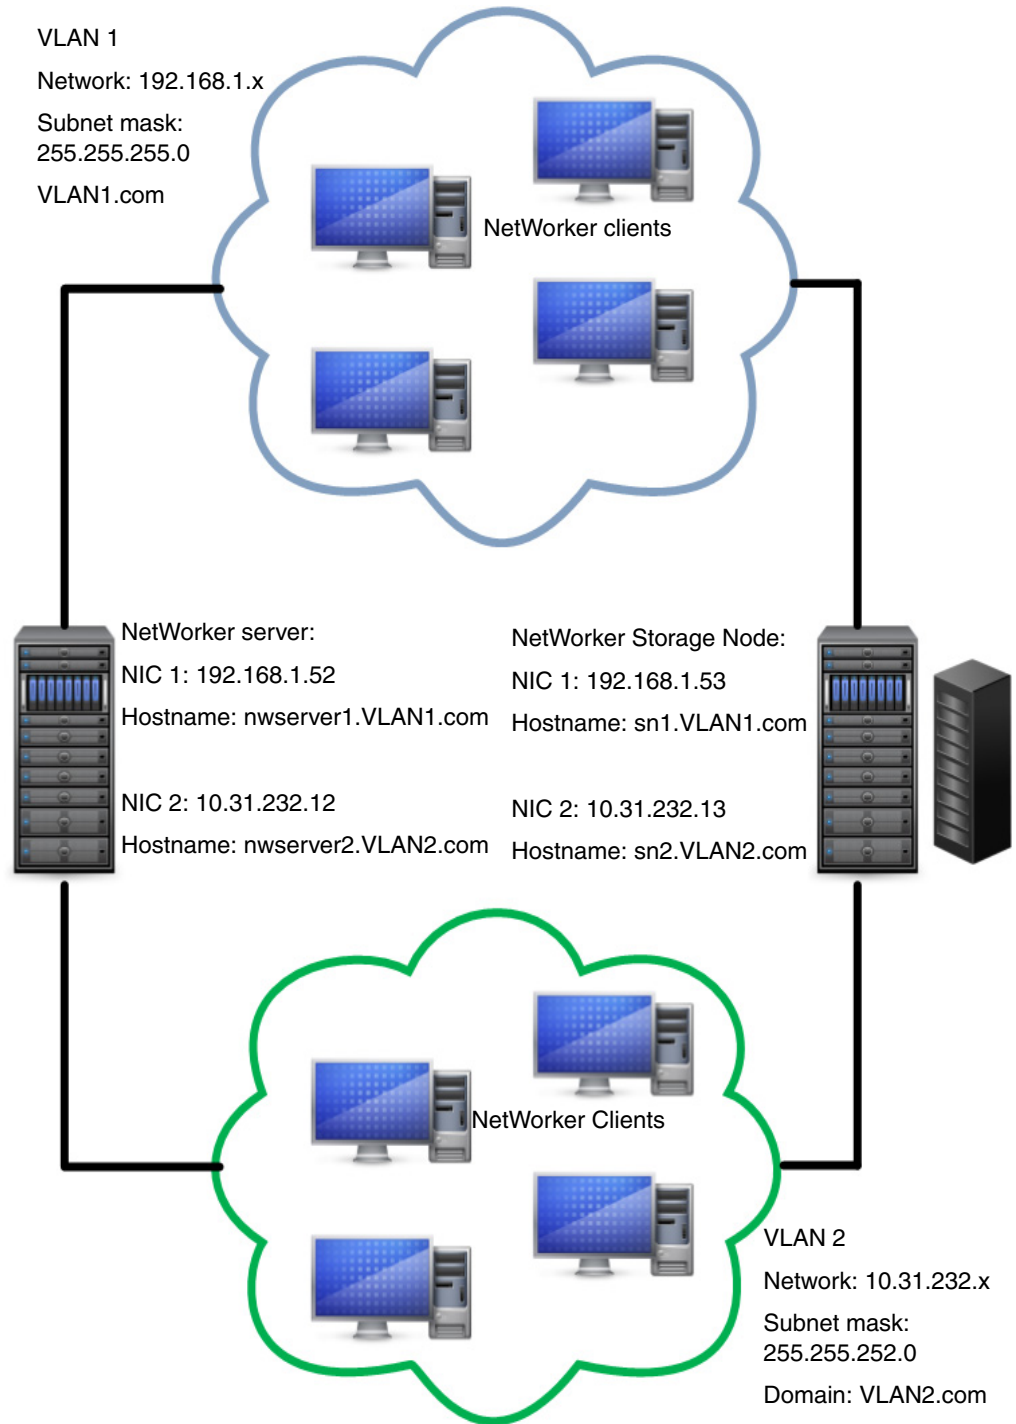 VLAN 1
Network: 192.168.1.x
Subnet mask:
255.255.255.0
VLAN1.com
NetWorker clients
NetWorker server:
NIC 1: 192.168.1.52
Hostname: nwserver1.VLAN1.com
NIC 2: 10.31.232.12
Hostname: nwserver2.VLAN2.com
NetWorker Storage Node:
NIC 1: 192.168.1.53
Hostname: sn1.VLAN1.com
NIC 2: 10.31.232.13
Hostname: sn2.VLAN2.com
NetWorker Clients
VLAN 2
Network: 10.31.232.x
Subnet mask:
255.255.252.0
Domain: VLAN2.com